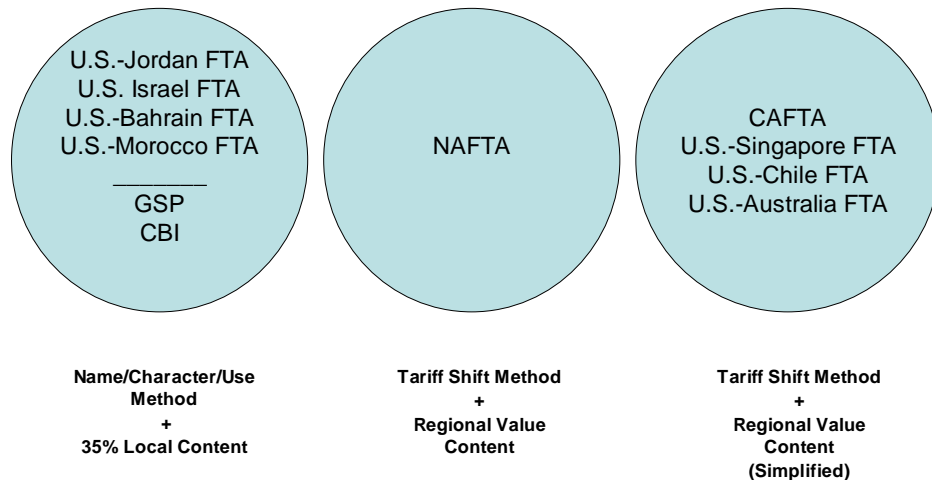 U.S.-Jordan FTA
U.S. Israel FTA
U.S.-Bahrain FTA
U.S.-Morocco FTA
_______
GSP
CBI
NAFTA
CAFTA
U.S.-Singapore FTA
U.S.-Chile FTA
U.S.-Australia FTA
Name/Character/Use
Method
+
35% Local Content
Tariff Shift Method
+
Regional Value
Content
Tariff Shift Method
+
Regional Value
Content
(Simplified)